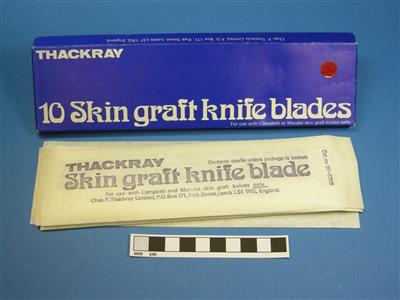 Chas. F. Thackray Limited, P.O. Box 171, Park Street, Leeds LS1 1RQ, England.
THACKRAY
10 Skin graft knife blades
For use with Campbell or Mandal skin graft knives only
THACKRAY
Contents sterile unless package is broken
Skin graft knife blade
For use with Campbell and Mandal skin graft knives only
Chas F. Thackray Limited, P.O. Box 171, Park Street, Leeds LS1 1RQ, England.
mm cm